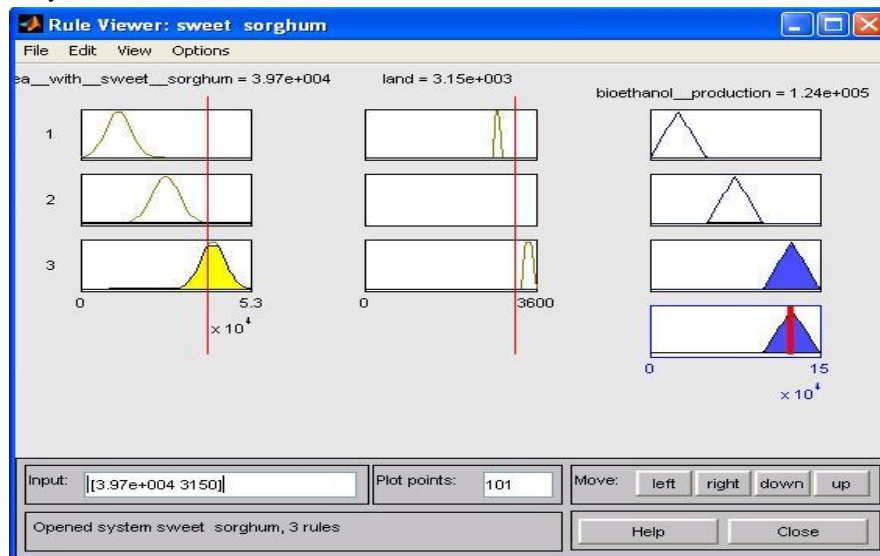 Rule Viewer: sweet sorghum
File Edit View Options
ea__with__sweet__sorghum = 3.97e+004
land = 3.15e+003
bioethanol__production = 1.24e+005
1
2
3
0 5.3
x 10^4
0 3600
0 15
x 10^4
Input: [3.97e+004 3150]
Plot points: 101
Move: left right down up
Opened system sweet sorghum, 3 rules
Help Close